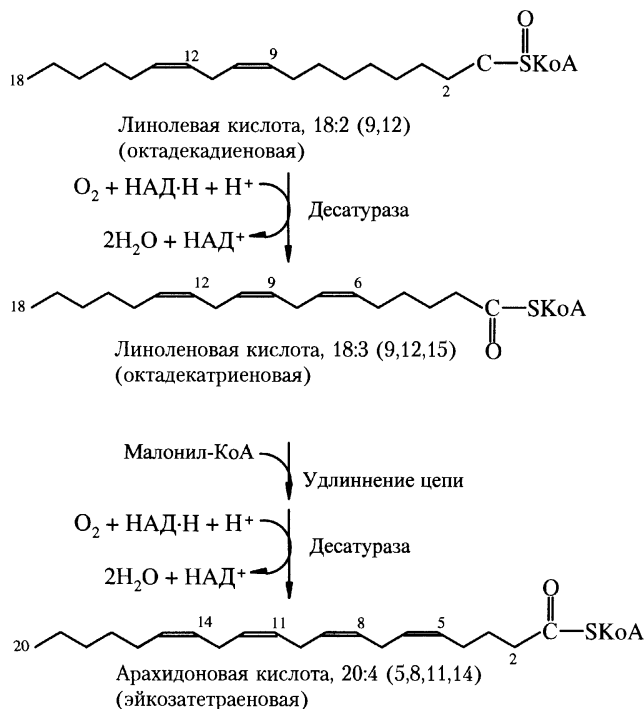 O
12 9 C SKoA
18 2
Линолевая кислота, 18:2 (9,12)
(октадекадиеновая)
O₂ + НАД·Н + Н⁺
Десатураза
2H₂O + НАД⁺
12 9 6
18 C SKoA
O
Линоленовая кислота, 18:3 (9,12,15)
(октадекатриеновая)
Малонил-КоА
Удлиннение цепи
O₂ + НАД·Н + Н⁺
Десатураза
2H₂O + НАД⁺
O
14 11 8 5
20 2 C SKoA
Арахидоновая кислота, 20:4 (5,8,11,14)
(эйкозатетраеновая)